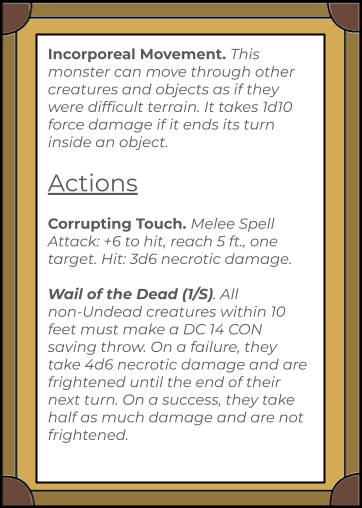 Incorporeal Movement. This
monster can move through other
creatures and objects as if they
were difficult terrain. It takes 1d10
force damage if it ends its turn
inside an object.
Actions
Corrupting Touch. Melee Spell
Attack: +6 to hit, reach 5 ft., one
target. Hit: 3d6 necrotic damage.
Wail of the Dead (1/S). All
non-Undead creatures within 10
feet must make a DC 14 CON
saving throw. On a failure, they
take 4d6 necrotic damage and are
frightened until the end of their
next turn. On a success, they take
half as much damage and are not
frightened.